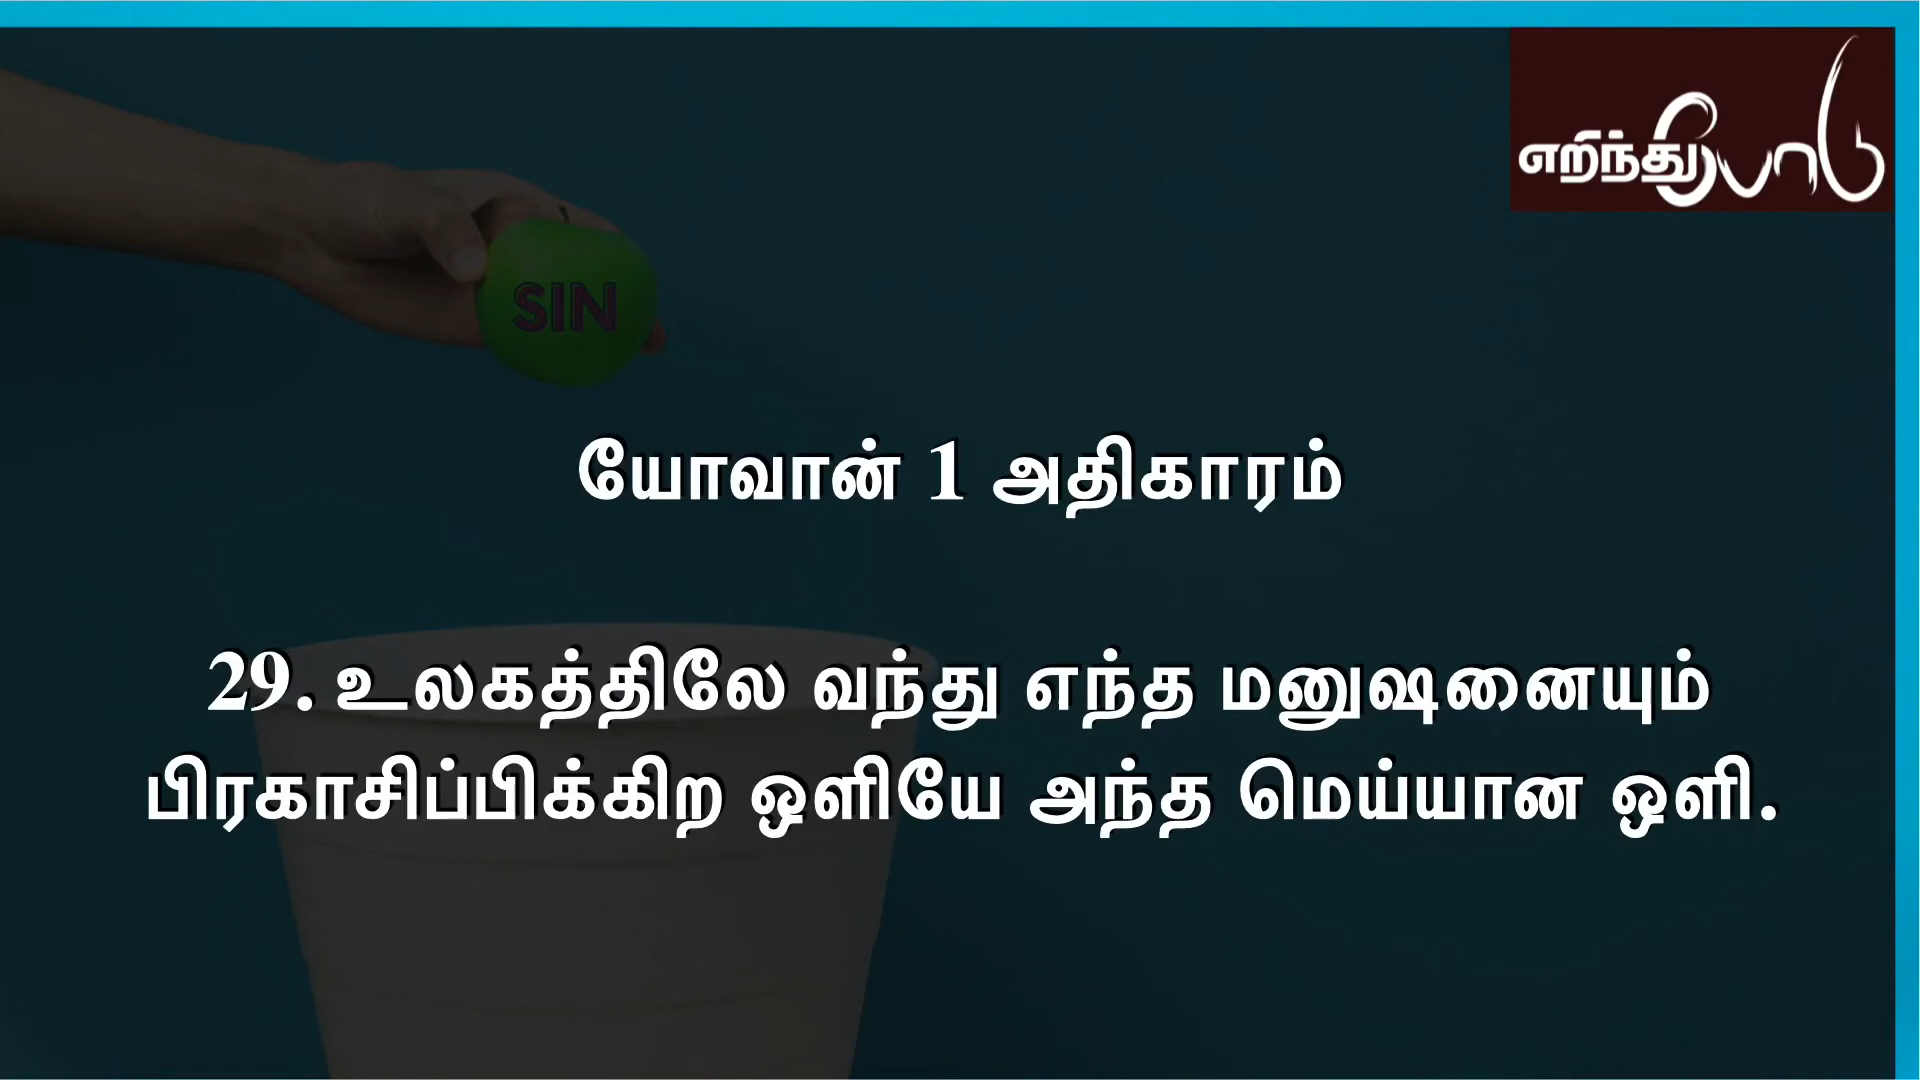 எறிந்து போடு
SIN
யோவான் 1 அதிகாரம்
29. உலகத்திலே வந்து எந்த மனுஷனையும்
பிரகாசிப்பிக்கிற ஒளியே அந்த மெய்யான ஒளி.